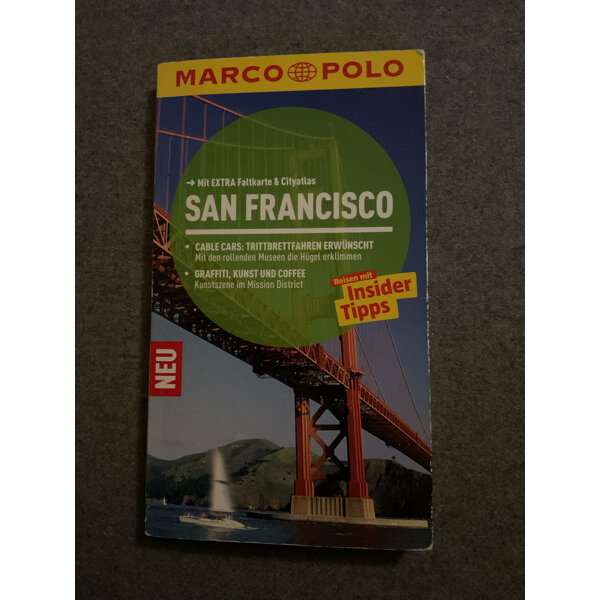 MARCO POLO
→ Mit EXTRA Faltkarte & Cityatlas
SAN FRANCISCO
• CABLE CARS: TRITTBRETTFAHREN ERWÜNSCHT
Mit den rollenden Museen die Hügel erklimmen
• GRAFFITI, KUNST UND COFFEE
Kunstszene im Mission District
Reisen mit
Insider
Tipps
NEU